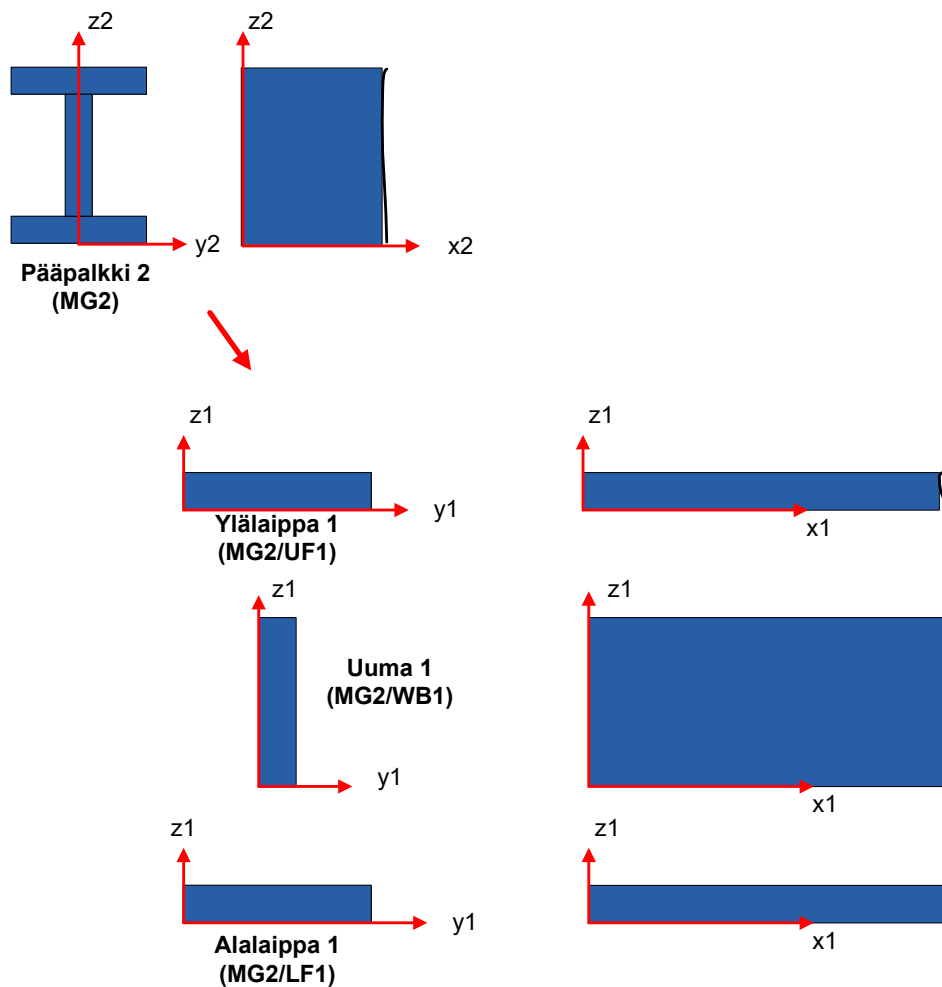 z2
z2
y2
x2
Pääpalkki 2
(MG2)
z1
z1
y1
x1
Ylälaippa 1
(MG2/UF1)
z1
z1
Uuma 1
(MG2/WB1)
y1
x1
z1
z1
y1
x1
Alalaippa 1
(MG2/LF1)